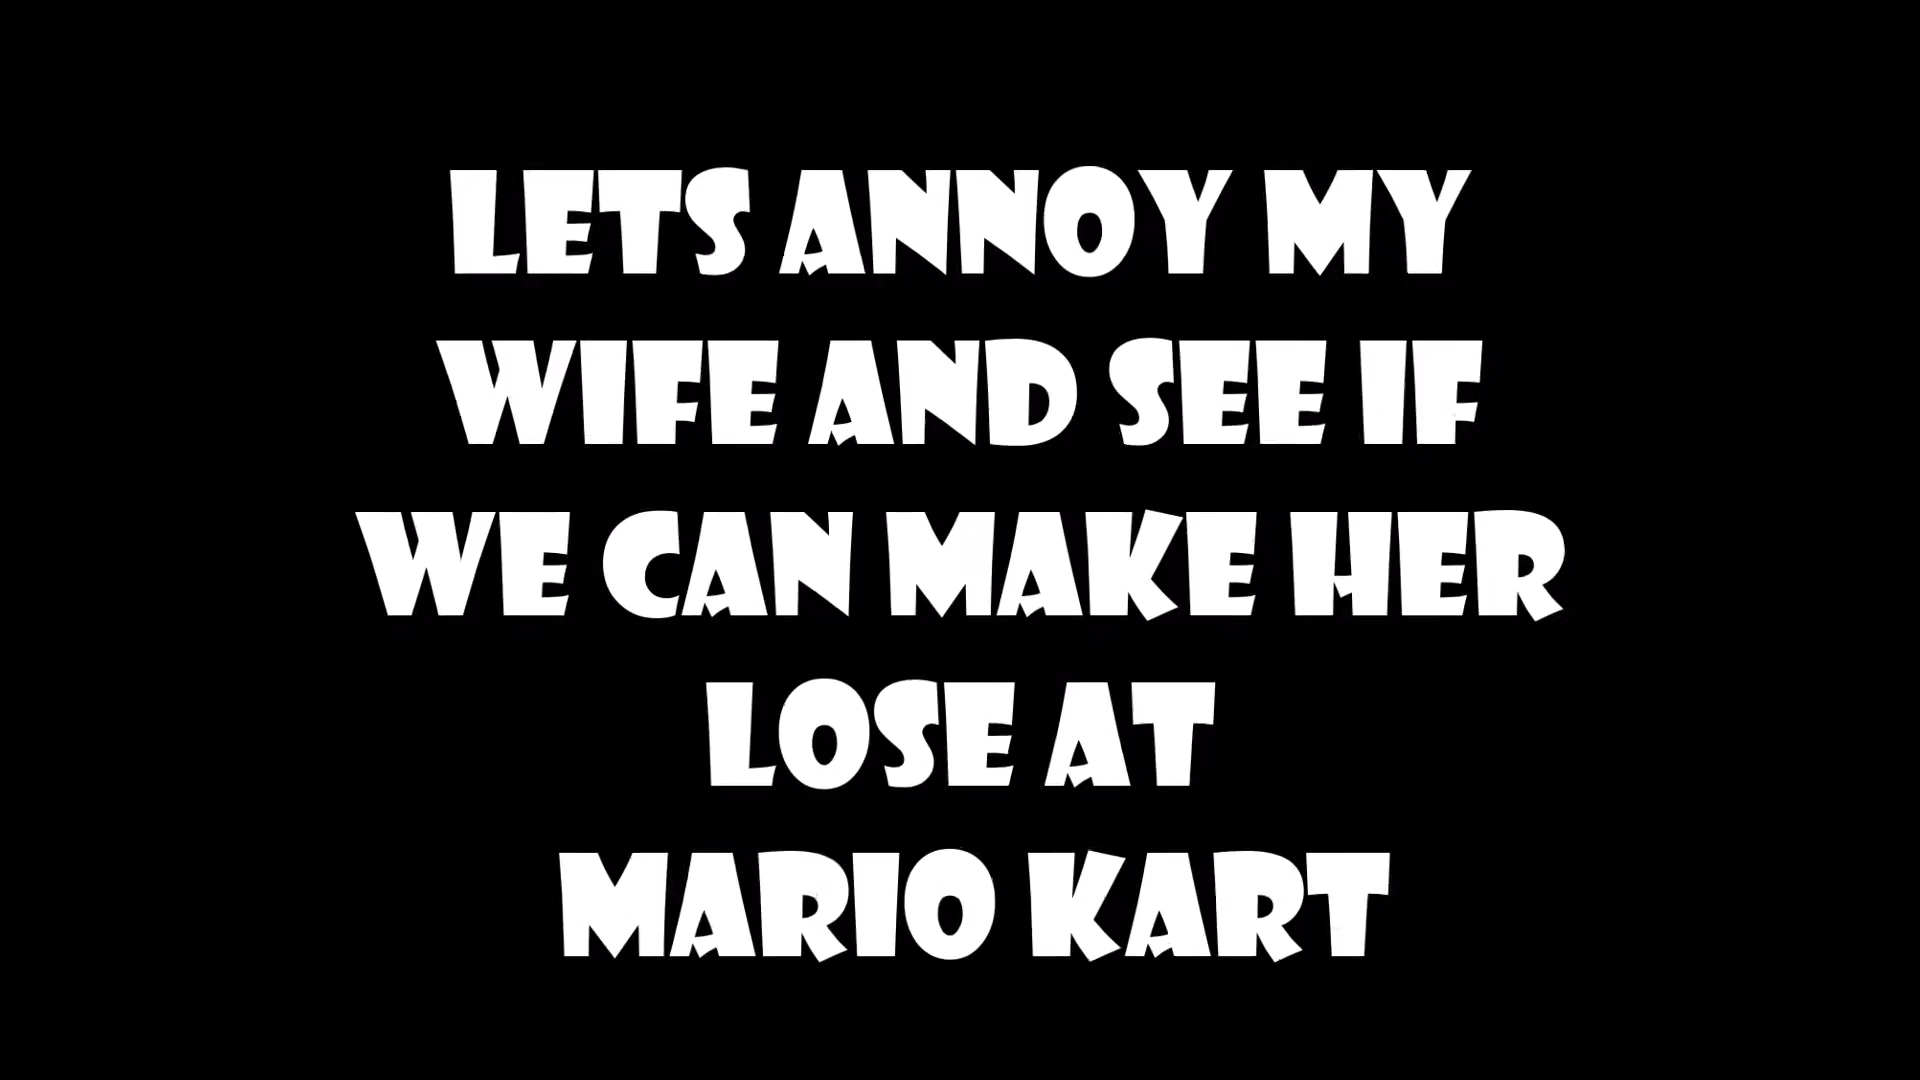 LETS ANNOY MY
WIFE AND SEE IF
WE CAN MAKE HER
LOSE AT
MARIO KART